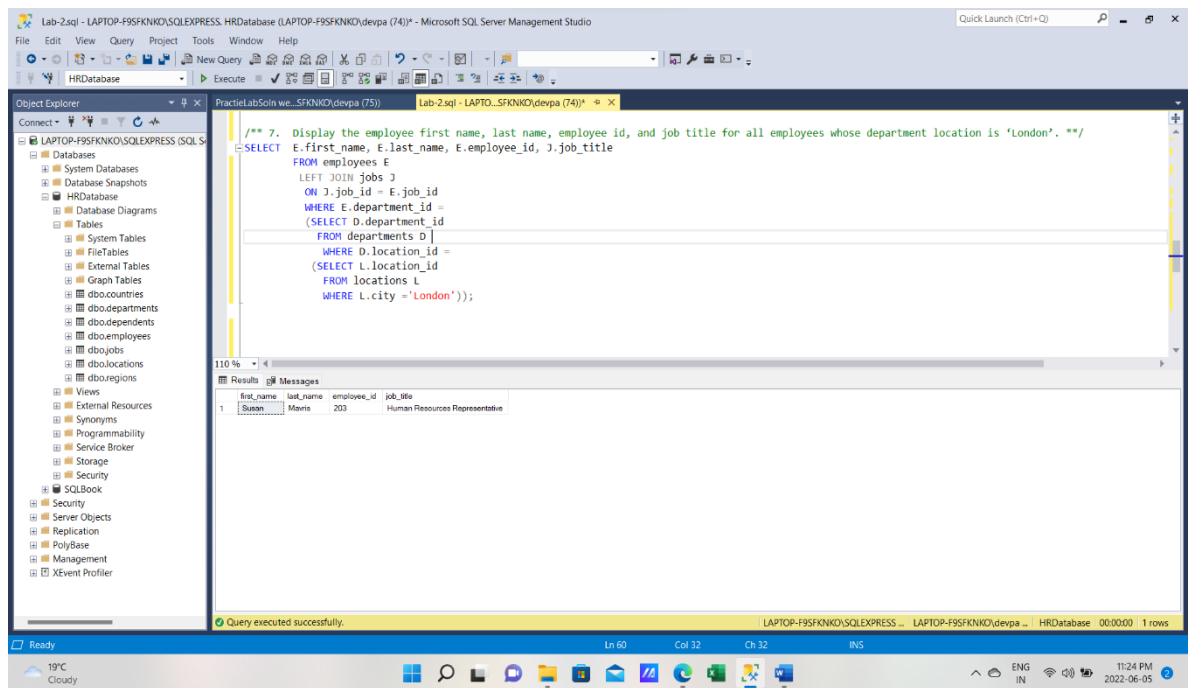 Lab-2.sql - LAPTOP-F9SFKNKO\SQLEXPRESS. HRDatabase (LAPTOP-F9SFKNKO\devpa (74))* - Microsoft SQL Server Management Studio
Quick Launch (Ctrl+Q)
File Edit View Query Project Tools Window Help
New Query
HRDatabase
Execute
Object Explorer
PractieLabSoln we...SFKNKO\devpa (75))
Lab-2.sql - LAPTO...SFKNKO\devpa (74))*
Connect
LAPTOP-F9SFKNKO\SQLEXPRESS (SQL S
Databases
System Databases
Database Snapshots
HRDatabase
Database Diagrams
Tables
System Tables
FileTables
External Tables
Graph Tables
dbo.countries
dbo.departments
dbo.dependents
dbo.employees
dbo.jobs
dbo.locations
dbo.regions
Views
External Resources
Synonyms
Programmability
Service Broker
Storage
Security
SQLBook
Security
Server Objects
Replication
PolyBase
Management
XEvent Profiler
/** 7. Display the employee first name, last name, employee id, and job title for all employees whose department location is ‘London’. **/
SELECT E.first_name, E.last_name, E.employee_id, J.job_title
FROM employees E
LEFT JOIN jobs J
ON J.job_id = E.job_id
WHERE E.department_id =
(SELECT D.department_id
FROM departments D
WHERE D.location_id =
(SELECT L.location_id
FROM locations L
WHERE L.city ='London'));
110 %
Results Messages
first_name last_name employee_id job_title
1 Susan Mavris 203 Human Resources Representative
Query executed successfully.
LAPTOP-F9SFKNKO\SQLEXPRESS ... LAPTOP-F9SFKNKO\devpa ... HRDatabase 00:00:00 1 rows
Ready
Ln 60 Col 32 Ch 32 INS
19°C
Cloudy
ENG
IN
11:24 PM
2022-06-05
2